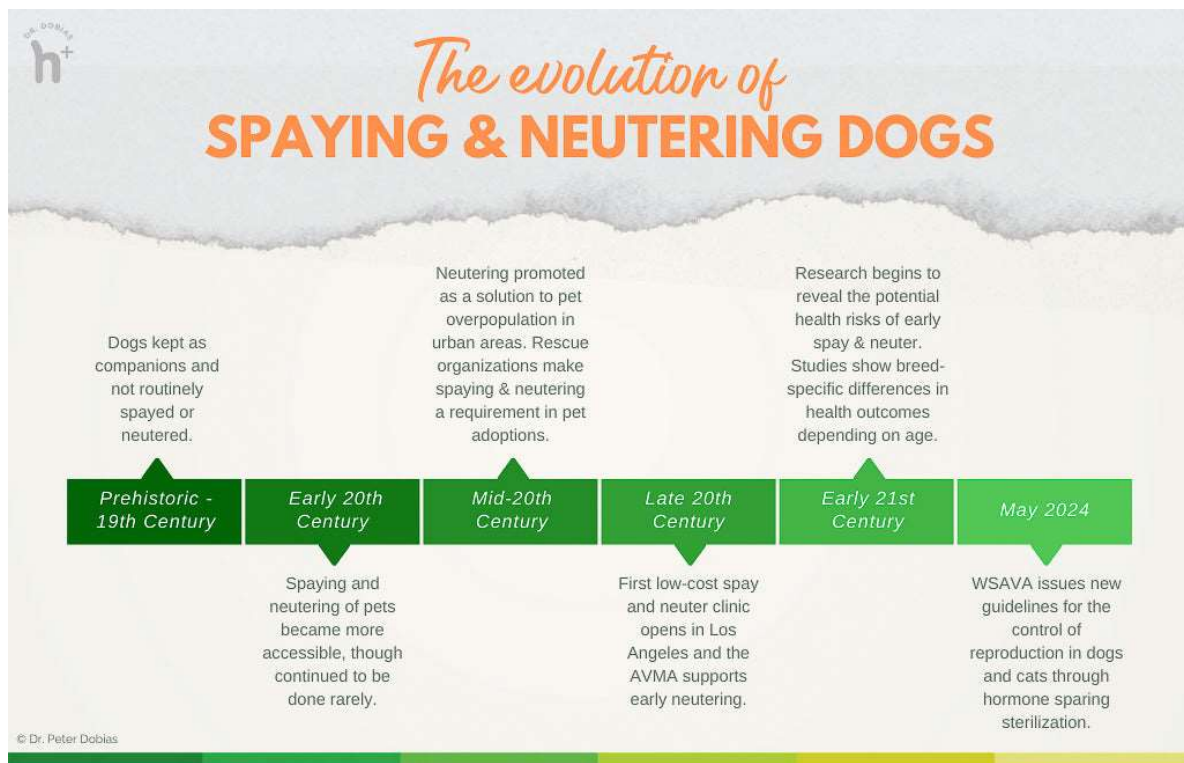 DR. DOBIAS
h+
The evolution of
SPAYING & NEUTERING DOGS
Dogs kept as
companions and
not routinely
spayed or
neutered.
Neutering promoted
as a solution to pet
overpopulation in
urban areas. Rescue
organizations make
spaying & neutering
a requirement in pet
adoptions.
Research begins to
reveal the potential
health risks of early
spay & neuter.
Studies show breed-
specific differences in
health outcomes
depending on age.
Prehistoric -
19th Century
Early 20th
Century
Mid-20th
Century
Late 20th
Century
Early 21st
Century
May 2024
Spaying and
neutering of pets
became more
accessible, though
continued to be
done rarely.
First low-cost spay
and neuter clinic
opens in Los
Angeles and the
AVMA supports
early neutering.
WSAVA issues new
guidelines for the
control of
reproduction in dogs
and cats through
hormone sparing
sterilization.
© Dr. Peter Dobias